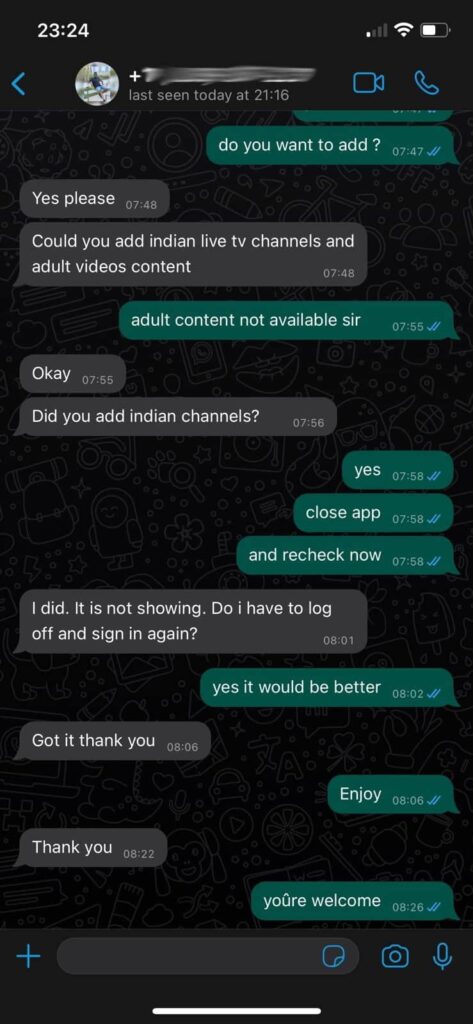 23:24
+
last seen today at 21:16
do you want to add ? 07:47
Yes please 07:48
Could you add indian live tv channels and
adult videos content
07:48
adult content not available sir 07:55
Okay 07:55
Did you add indian channels? 07:56
yes 07:58
close app 07:58
and recheck now 07:58
I did. It is not showing. Do i have to log
off and sign in again?
08:01
yes it would be better 08:02
Got it thank you 08:06
Enjoy 08:06
Thank you 08:22
yoûre welcome 08:26